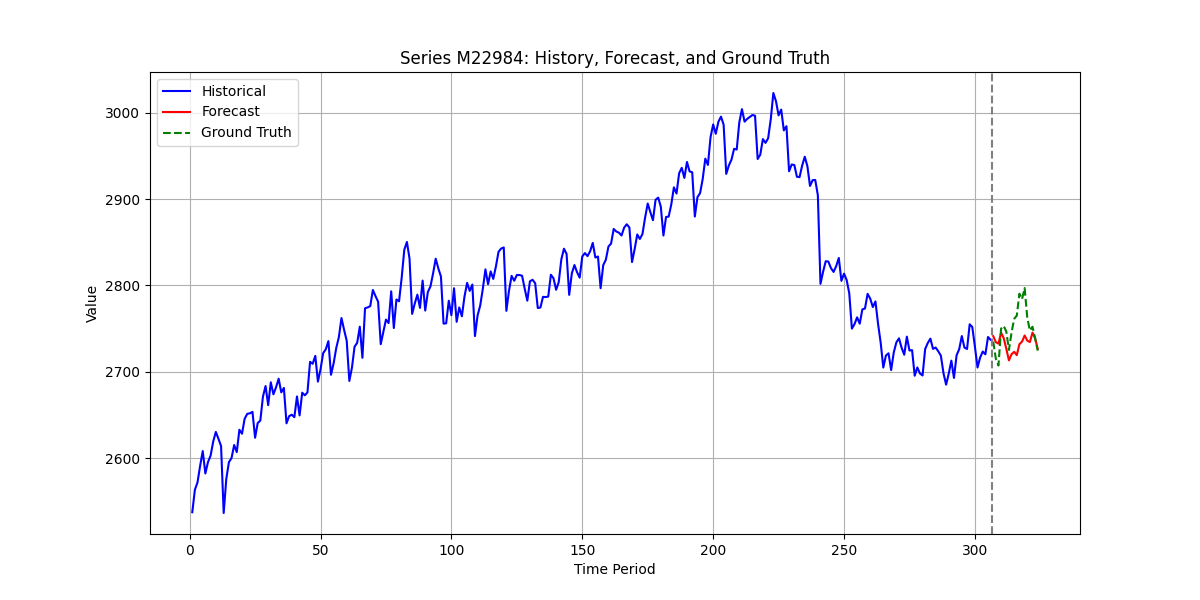 Series M22984: History, Forecast, and Ground Truth
Historical
Forecast
Ground Truth
3000
2900
2800
2700
2600
Value
0 50 100 150 200 250 300
Time Period